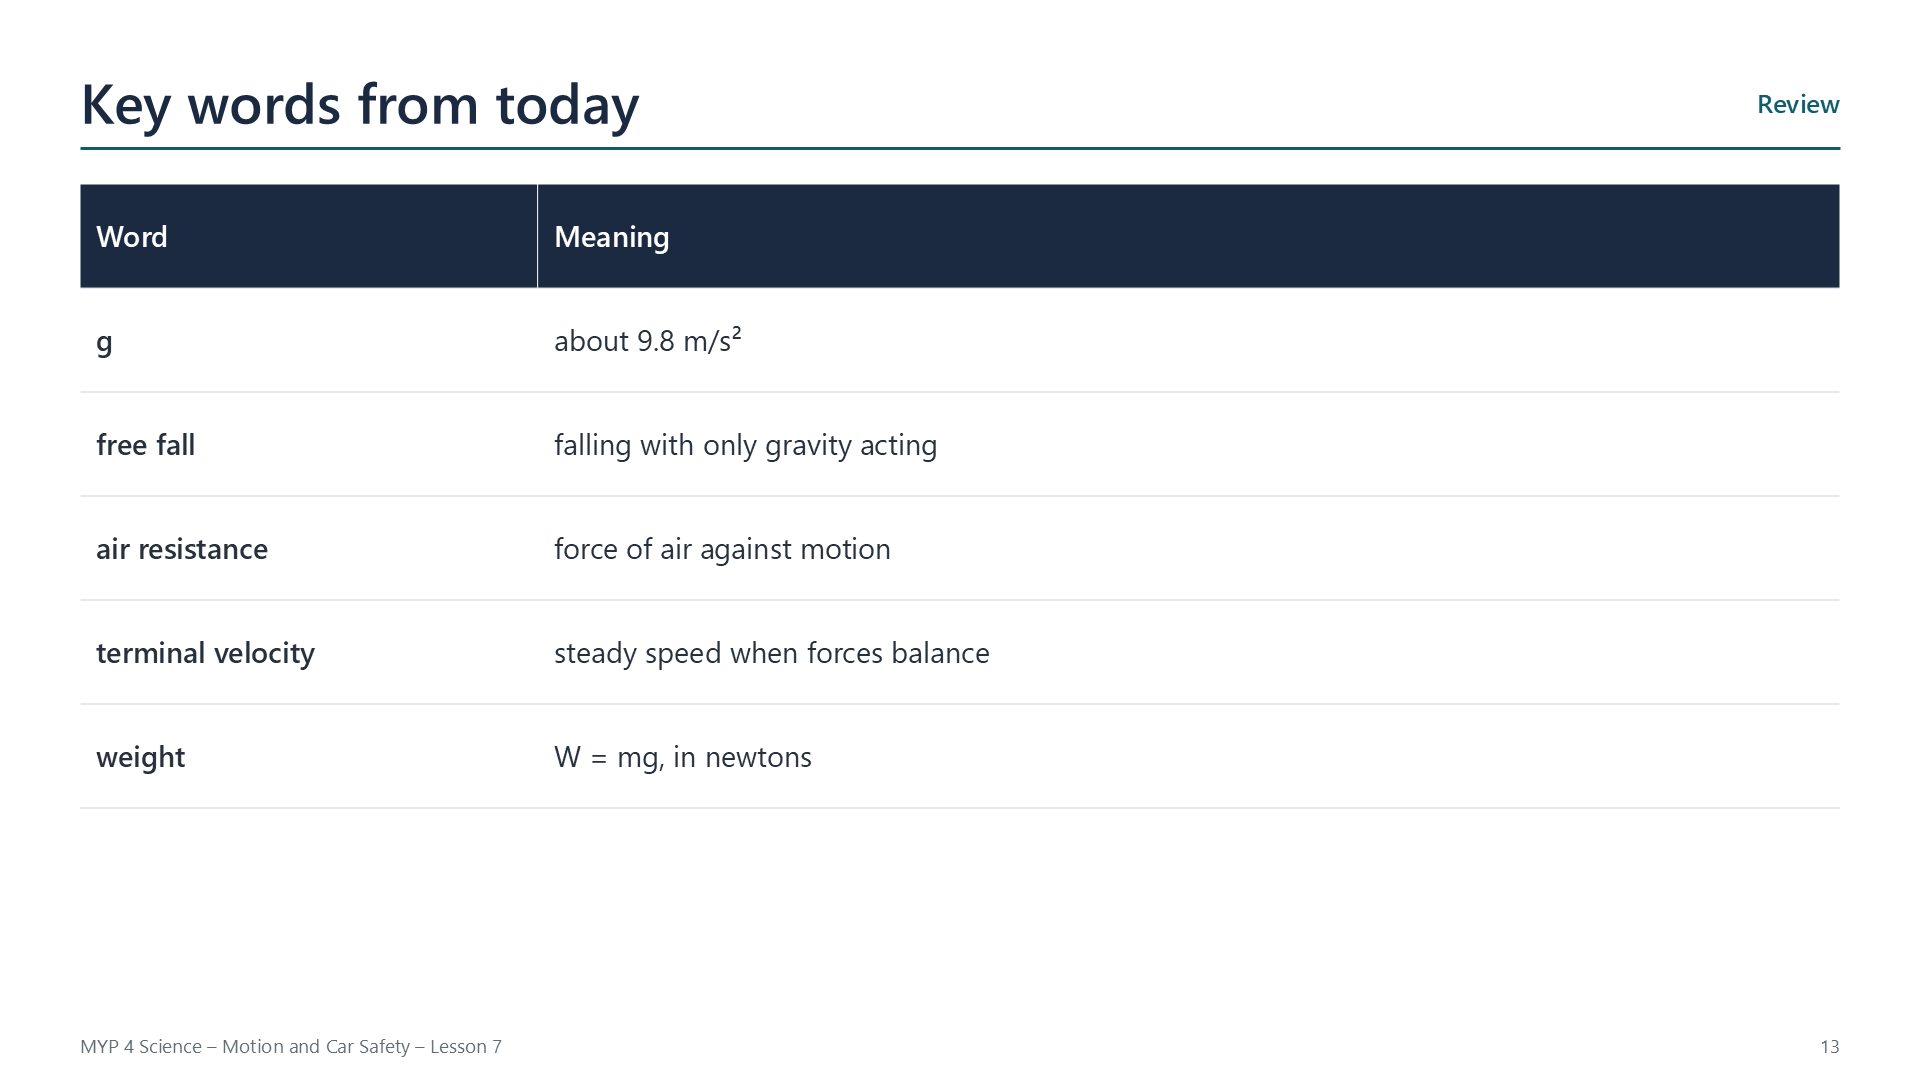 Key words from today
Review
Word Meaning
g about 9.8 m/s²
free fall falling with only gravity acting
air resistance force of air against motion
terminal velocity steady speed when forces balance
weight W = mg, in newtons
MYP 4 Science – Motion and Car Safety – Lesson 7
13